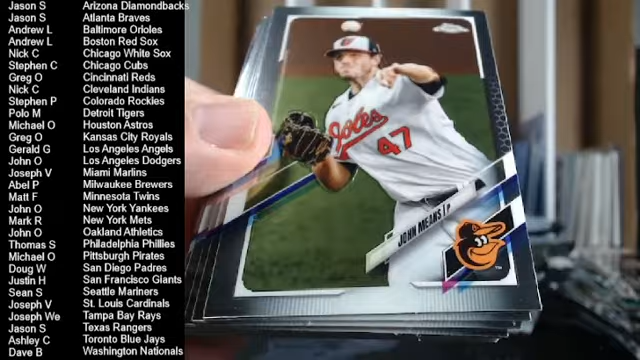 Jason S Arizona Diamondbacks
Jason S Atlanta Braves
Andrew L Baltimore Orioles
Andrew L Boston Red Sox
Nick C Chicago White Sox
Stephen C Chicago Cubs
Greg O Cincinnati Reds
Nick C Cleveland Indians
Stephen P Colorado Rockies
Polo M Detroit Tigers
Michael O Houston Astros
Greg O Kansas City Royals
Gerald G Los Angeles Angels
John O Los Angeles Dodgers
Joseph V Miami Marlins
Abel P Milwaukee Brewers
Matt F Minnesota Twins
John O New York Yankees
Mark R New York Mets
John O Oakland Athletics
Thomas S Philadelphia Phillies
Michael O Pittsburgh Pirates
Doug W San Diego Padres
Justin H San Francisco Giants
Sean S Seattle Mariners
Joseph V St. Louis Cardinals
Joseph We Tampa Bay Rays
Jason S Texas Rangers
Ashley C Toronto Blue Jays
Dave B Washington Nationals
Orioles
47
JOHN MEANS | P